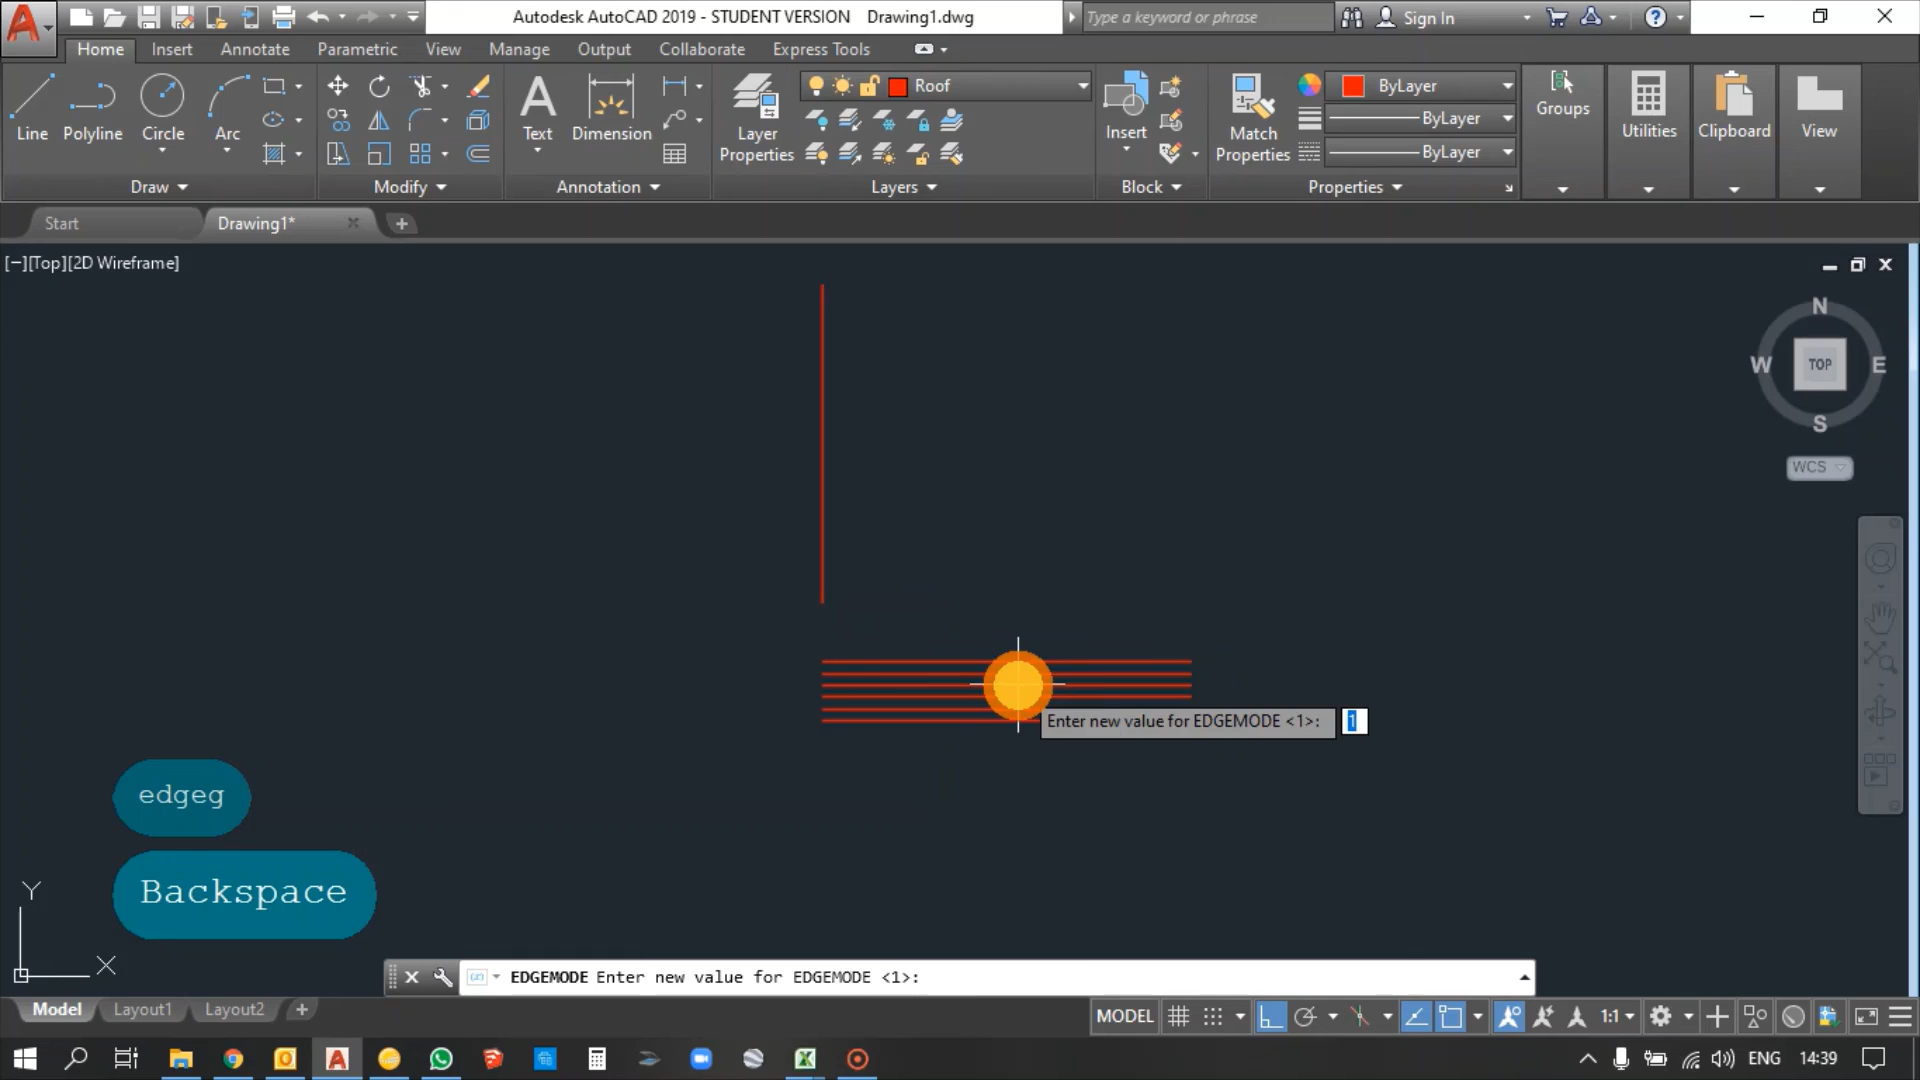 Autodesk AutoCAD 2019 - STUDENT VERSION Drawing1.dwg
Type a keyword or phrase
Sign In
Home Insert Annotate Parametric View Manage Output Collaborate Express Tools
Line Polyline Circle Arc
Text Dimension
Layer Properties
Roof
Insert
Match Properties
ByLayer
ByLayer
ByLayer
Groups
Utilities
Clipboard
View
Draw Modify Annotation Layers Block Properties
Start Drawing1*
[−][Top][2D Wireframe]
N
W TOP E
S
WCS
Enter new value for EDGEMODE <1>: 1
edgeg
Backspace
Y
X
EDGEMODE Enter new value for EDGEMODE <1>:
Model Layout1 Layout2
MODEL 1:1
ENG 14:39